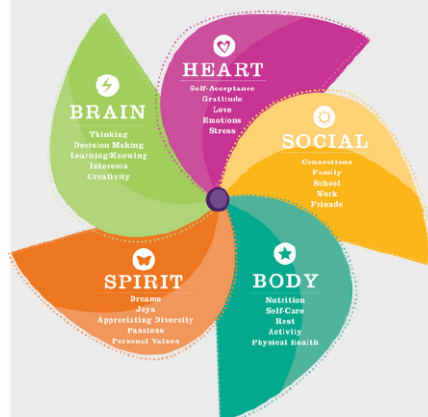 HEART
Self-Acceptance
Gratitude
Love
Emotions
Stress
BRAIN
Thinking
Decision Making
Learning/Knowing
Interests
Creativity
SOCIAL
Connections
Family
School
Work
Friends
SPIRIT
Dreams
Joys
Appreciating Diversity
Passions
Personal Values
BODY
Nutrition
Self-Care
Rest
Activity
Physical Health